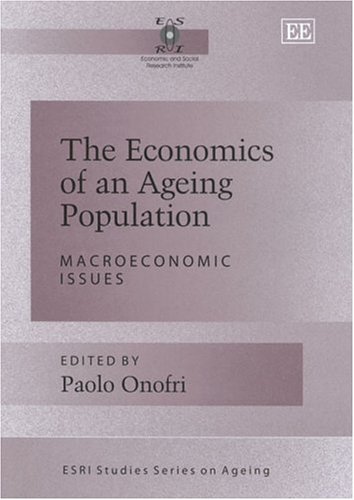 E S
R I
Economic and Social
Research Institute
EE
The Economics
of an Ageing
Population
MACROECONOMIC
ISSUES
EDITED BY
Paolo Onofri
ESRI Studies Series on Ageing